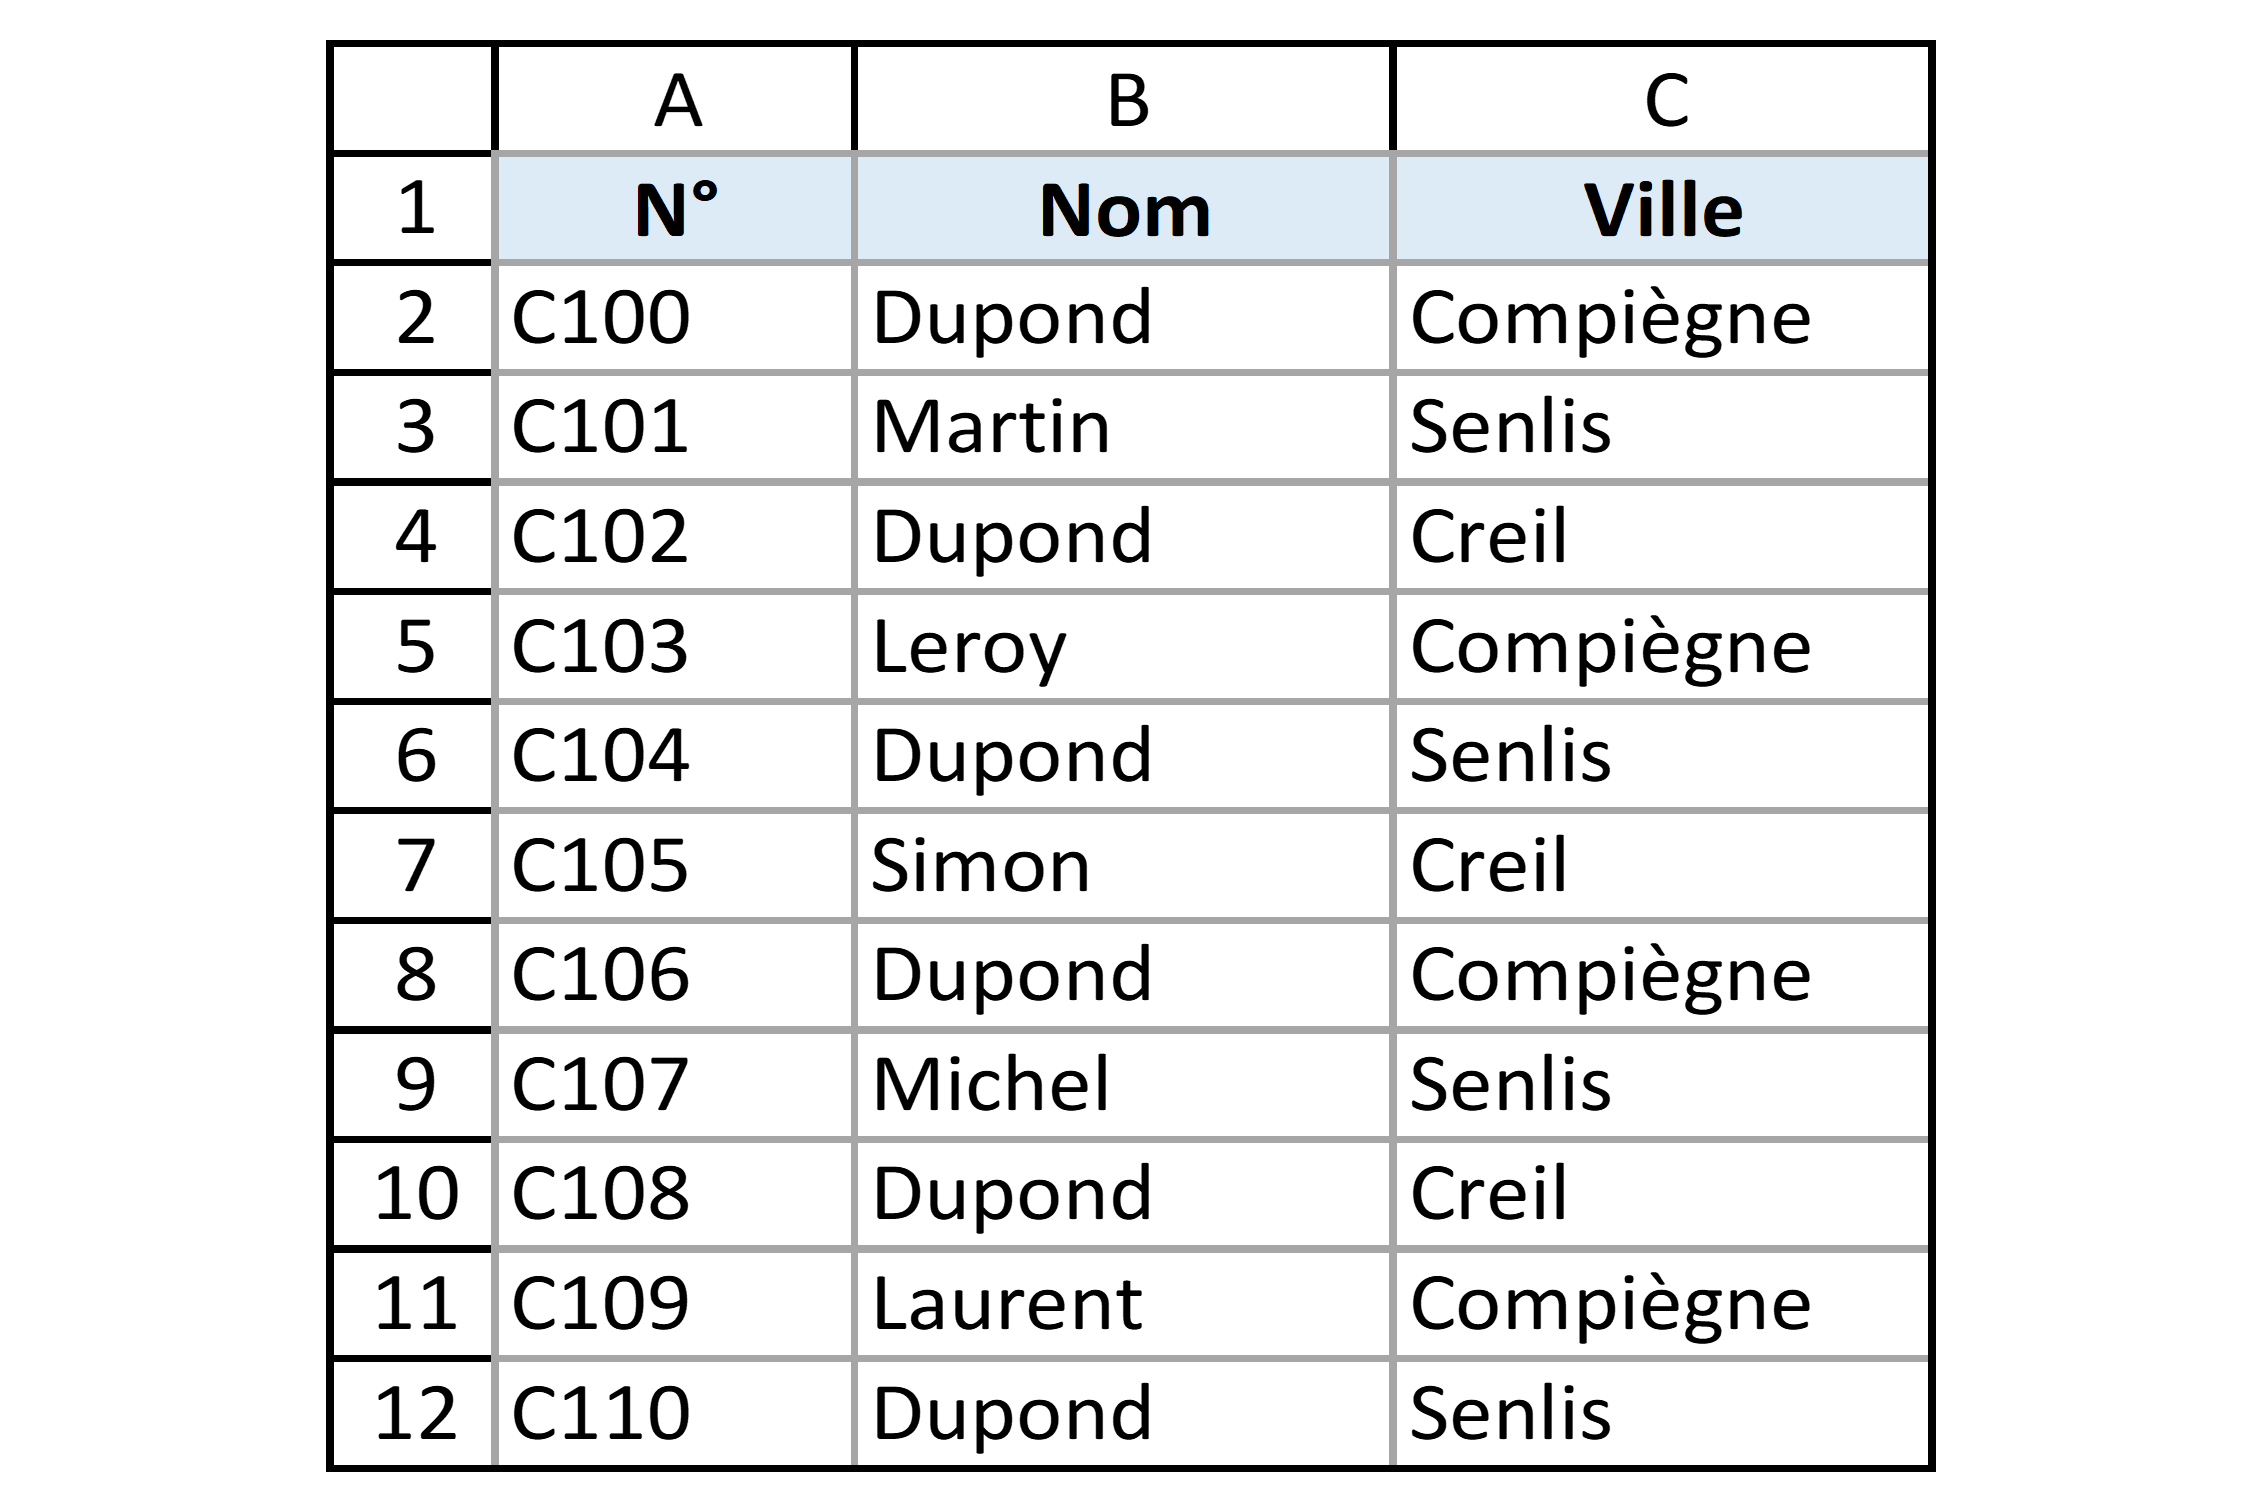 A B C
1 N° Nom Ville
2 C100 Dupond Compiègne
3 C101 Martin Senlis
4 C102 Dupond Creil
5 C103 Leroy Compiègne
6 C104 Dupond Senlis
7 C105 Simon Creil
8 C106 Dupond Compiègne
9 C107 Michel Senlis
10 C108 Dupond Creil
11 C109 Laurent Compiègne
12 C110 Dupond Senlis